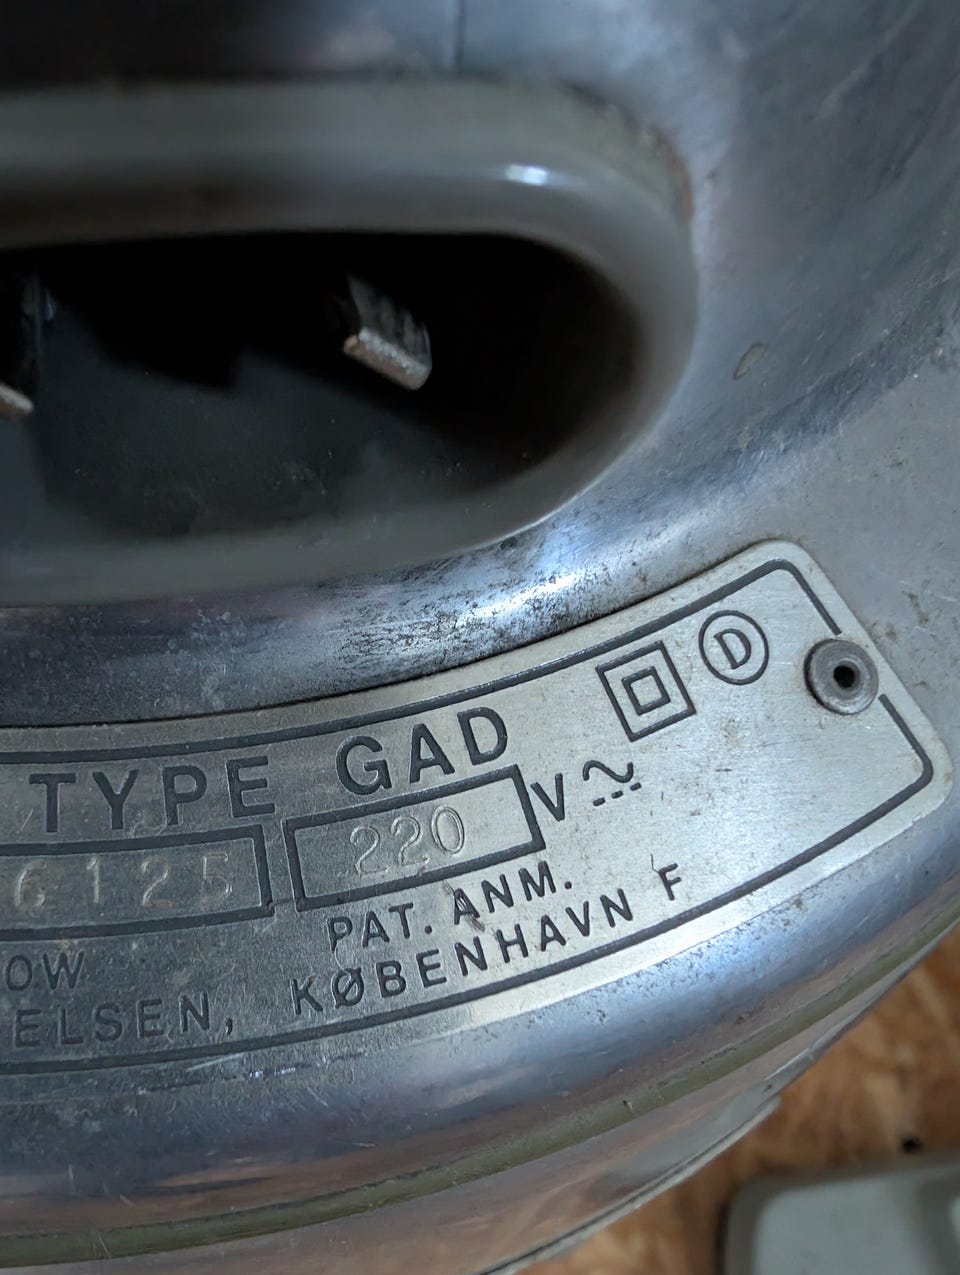 TYPE GAD D
6125 220 V
PAT. ANM.
OW
ELSEN, KØBENHAVN F